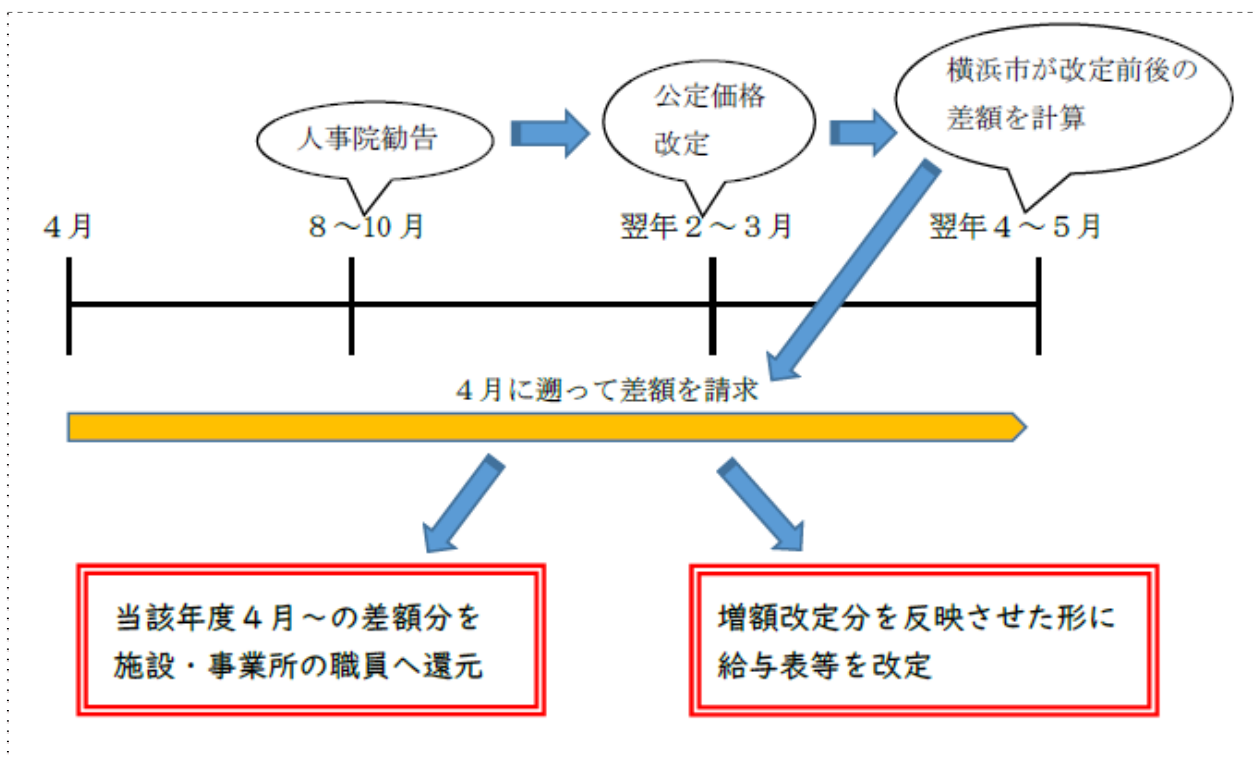 横浜市が改定前後の
差額を計算
公定価格
改定
人事院勧告
４月
８～10 月
翌年２～３月
翌年４～５月
４月に遡って差額を請求
当該年度４月～の差額分を
施設・事業所の職員へ還元
増額改定分を反映させた形に
給与表等を改定